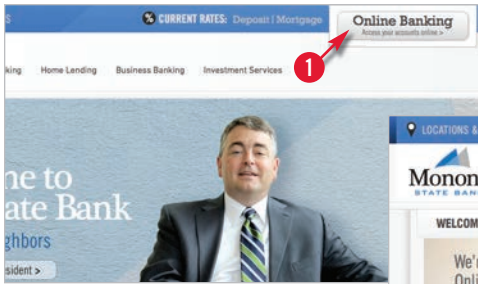 S
% CURRENT RATES: Deposit | Mortgage
Online Banking
Access your accounts online >
1
king Home Lending Business Banking Investment Services
LOCATIONS &
ne to
ate Bank
ghbors
sident >
Monon
STATE BAN
WELCOM
We'r
Onli